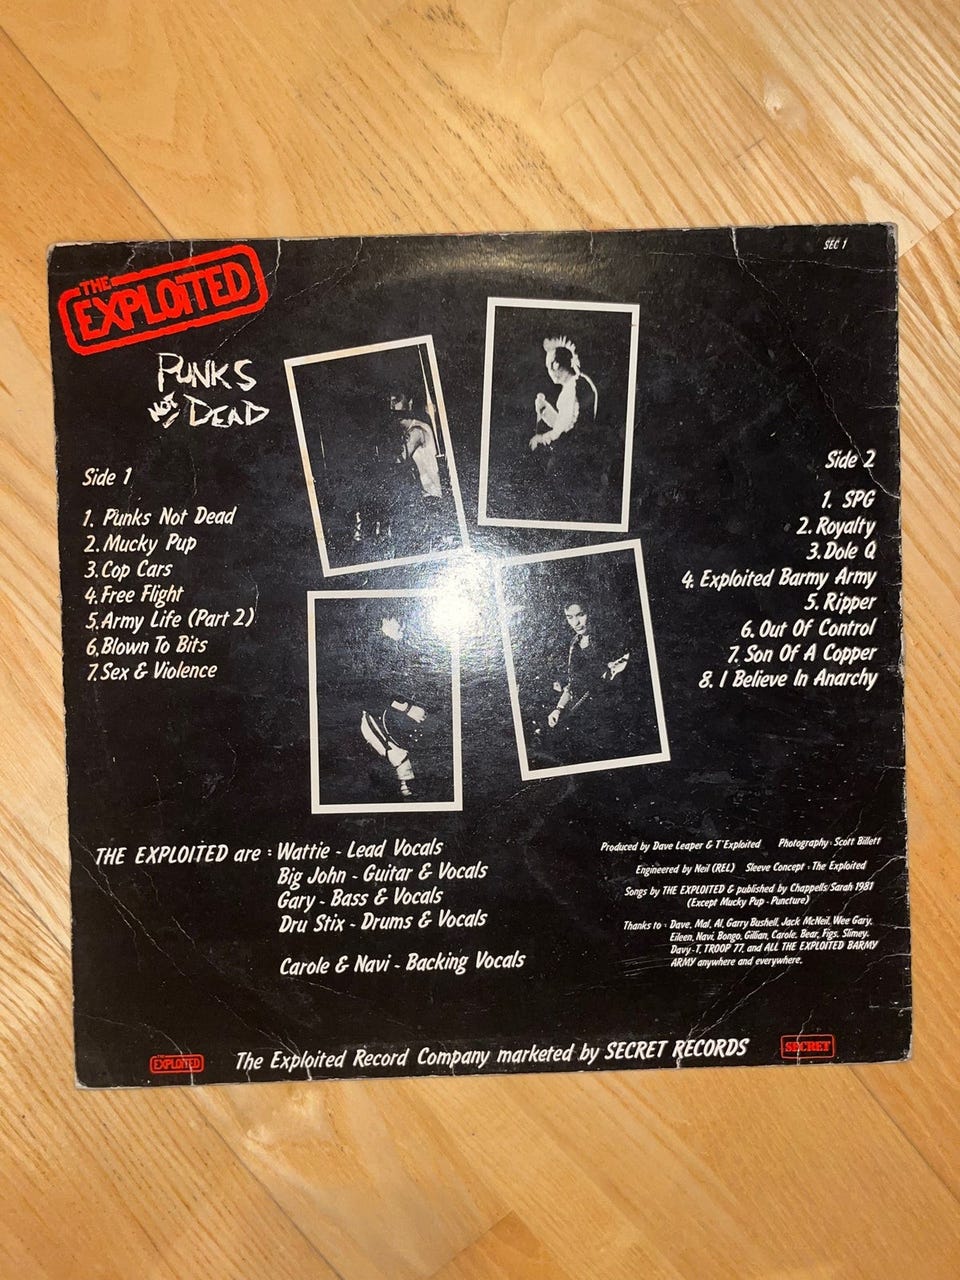 SEC 1
THE
EXPLOITED
PUNKS
NOT DEAD
Side 1
1. Punks Not Dead
2. Mucky Pup
3. Cop Cars
4. Free Flight
5. Army Life (Part 2)
6, Blown To Bits
7. Sex & Violence
Side 2
1. SPG
2. Royalty
3. Dole Q
4. Exploited Barmy Army
5. Ripper
6. Out Of Control
7. Son Of A Copper
8. I Believe In Anarchy
THE EXPLOITED are : Wattie - Lead Vocals
Big John - Guitar & Vocals
Gary - Bass & Vocals
Dru Stix - Drums & Vocals
Carole & Navi - Backing Vocals
Produced by Dave Leaper & T'Exploited Photography : Scott Billett
Engineered by Neil (REL) Sleeve Concept : The Exploited
Songs by THE EXPLOITED & published by Chappells/Sarah 1981
(Except Mucky Pup - Puncture)
Thanks to : Dave, Mal, Al, Garry Bushell, Jack McNeil, Wee Gary,
Eileen, Navi, Bongo, Gillian, Carole, Bear, Figs, Slimey,
Davy-T, TROOP 77, and ALL THE EXPLOITED BARMY
ARMY anywhere and everywhere.
THE
EXPLOITED
The Exploited Record Company marketed by SECRET RECORDS
SECRET